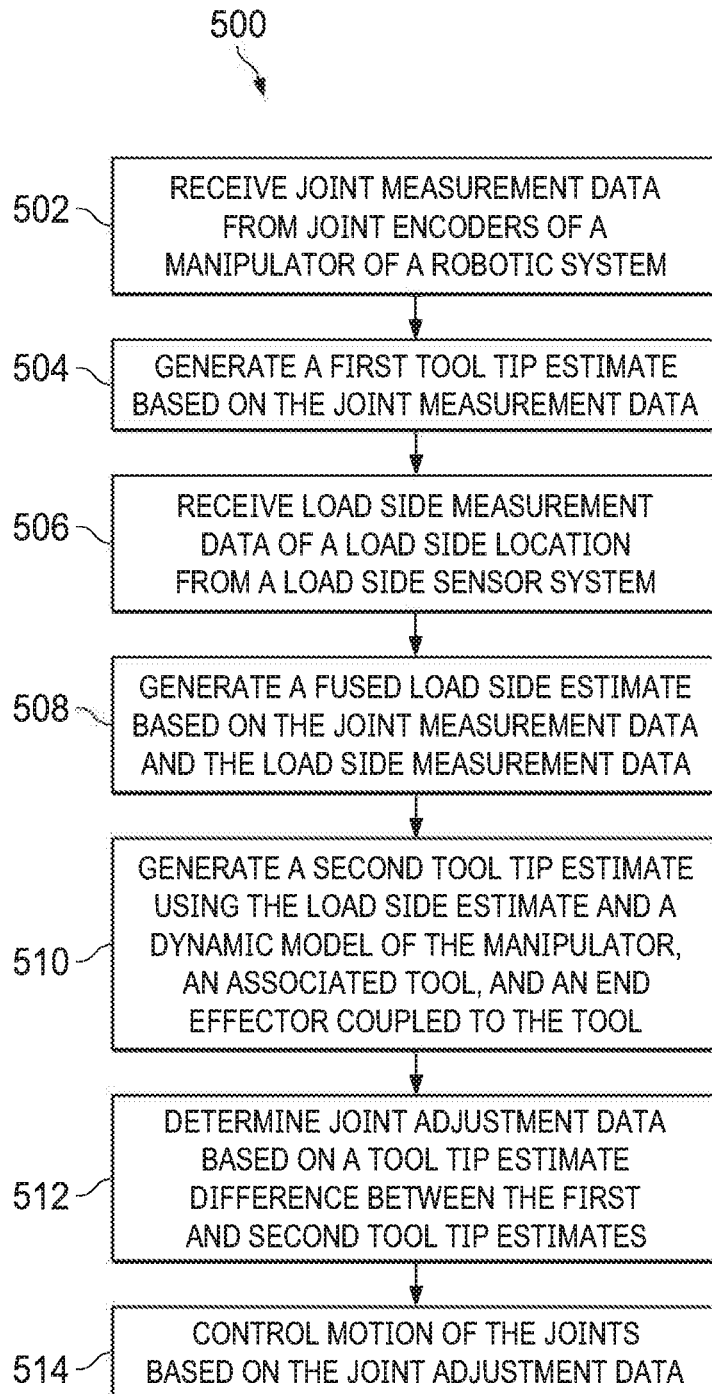 500
502
RECEIVE JOINT MEASUREMENT DATA
FROM JOINT ENCODERS OF A
MANIPULATOR OF A ROBOTIC SYSTEM
504
GENERATE A FIRST TOOL TIP ESTIMATE
BASED ON THE JOINT MEASUREMENT DATA
506
RECEIVE LOAD SIDE MEASUREMENT
DATA OF A LOAD SIDE LOCATION
FROM A LOAD SIDE SENSOR SYSTEM
508
GENERATE A FUSED LOAD SIDE ESTIMATE
BASED ON THE JOINT MEASUREMENT DATA
AND THE LOAD SIDE MEASUREMENT DATA
510
GENERATE A SECOND TOOL TIP ESTIMATE
USING THE LOAD SIDE ESTIMATE AND A
DYNAMIC MODEL OF THE MANIPULATOR,
AN ASSOCIATED TOOL, AND AN END
EFFECTOR COUPLED TO THE TOOL
512
DETERMINE JOINT ADJUSTMENT DATA
BASED ON A TOOL TIP ESTIMATE
DIFFERENCE BETWEEN THE FIRST
AND SECOND TOOL TIP ESTIMATES
514
CONTROL MOTION OF THE JOINTS
BASED ON THE JOINT ADJUSTMENT DATA